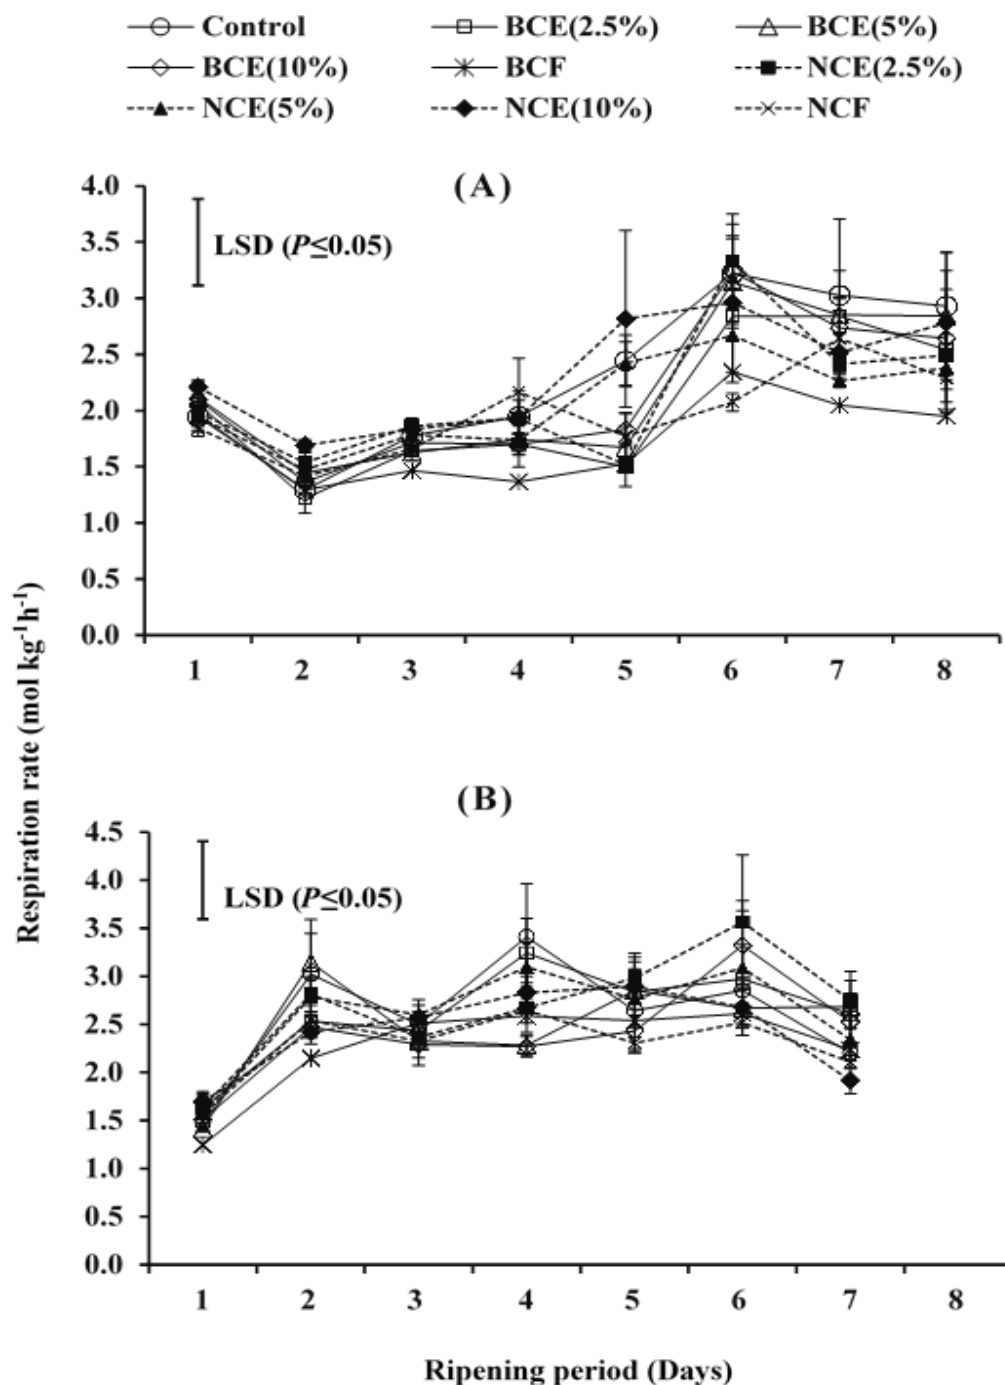 Control BCE(2.5%) BCE(5%)
BCE(10%) BCF NCE(2.5%)
NCE(5%) NCE(10%) NCF
(A)
4.0
3.5
LSD (P≤0.05)
3.0
2.5
2.0
1.5
1.0
0.5
0.0
1 2 3 4 5 6 7 8
Respiration rate (mol kg⁻¹h⁻¹)
(B)
4.5
4.0
LSD (P≤0.05)
3.5
3.0
2.5
2.0
1.5
1.0
0.5
0.0
1 2 3 4 5 6 7 8
Ripening period (Days)